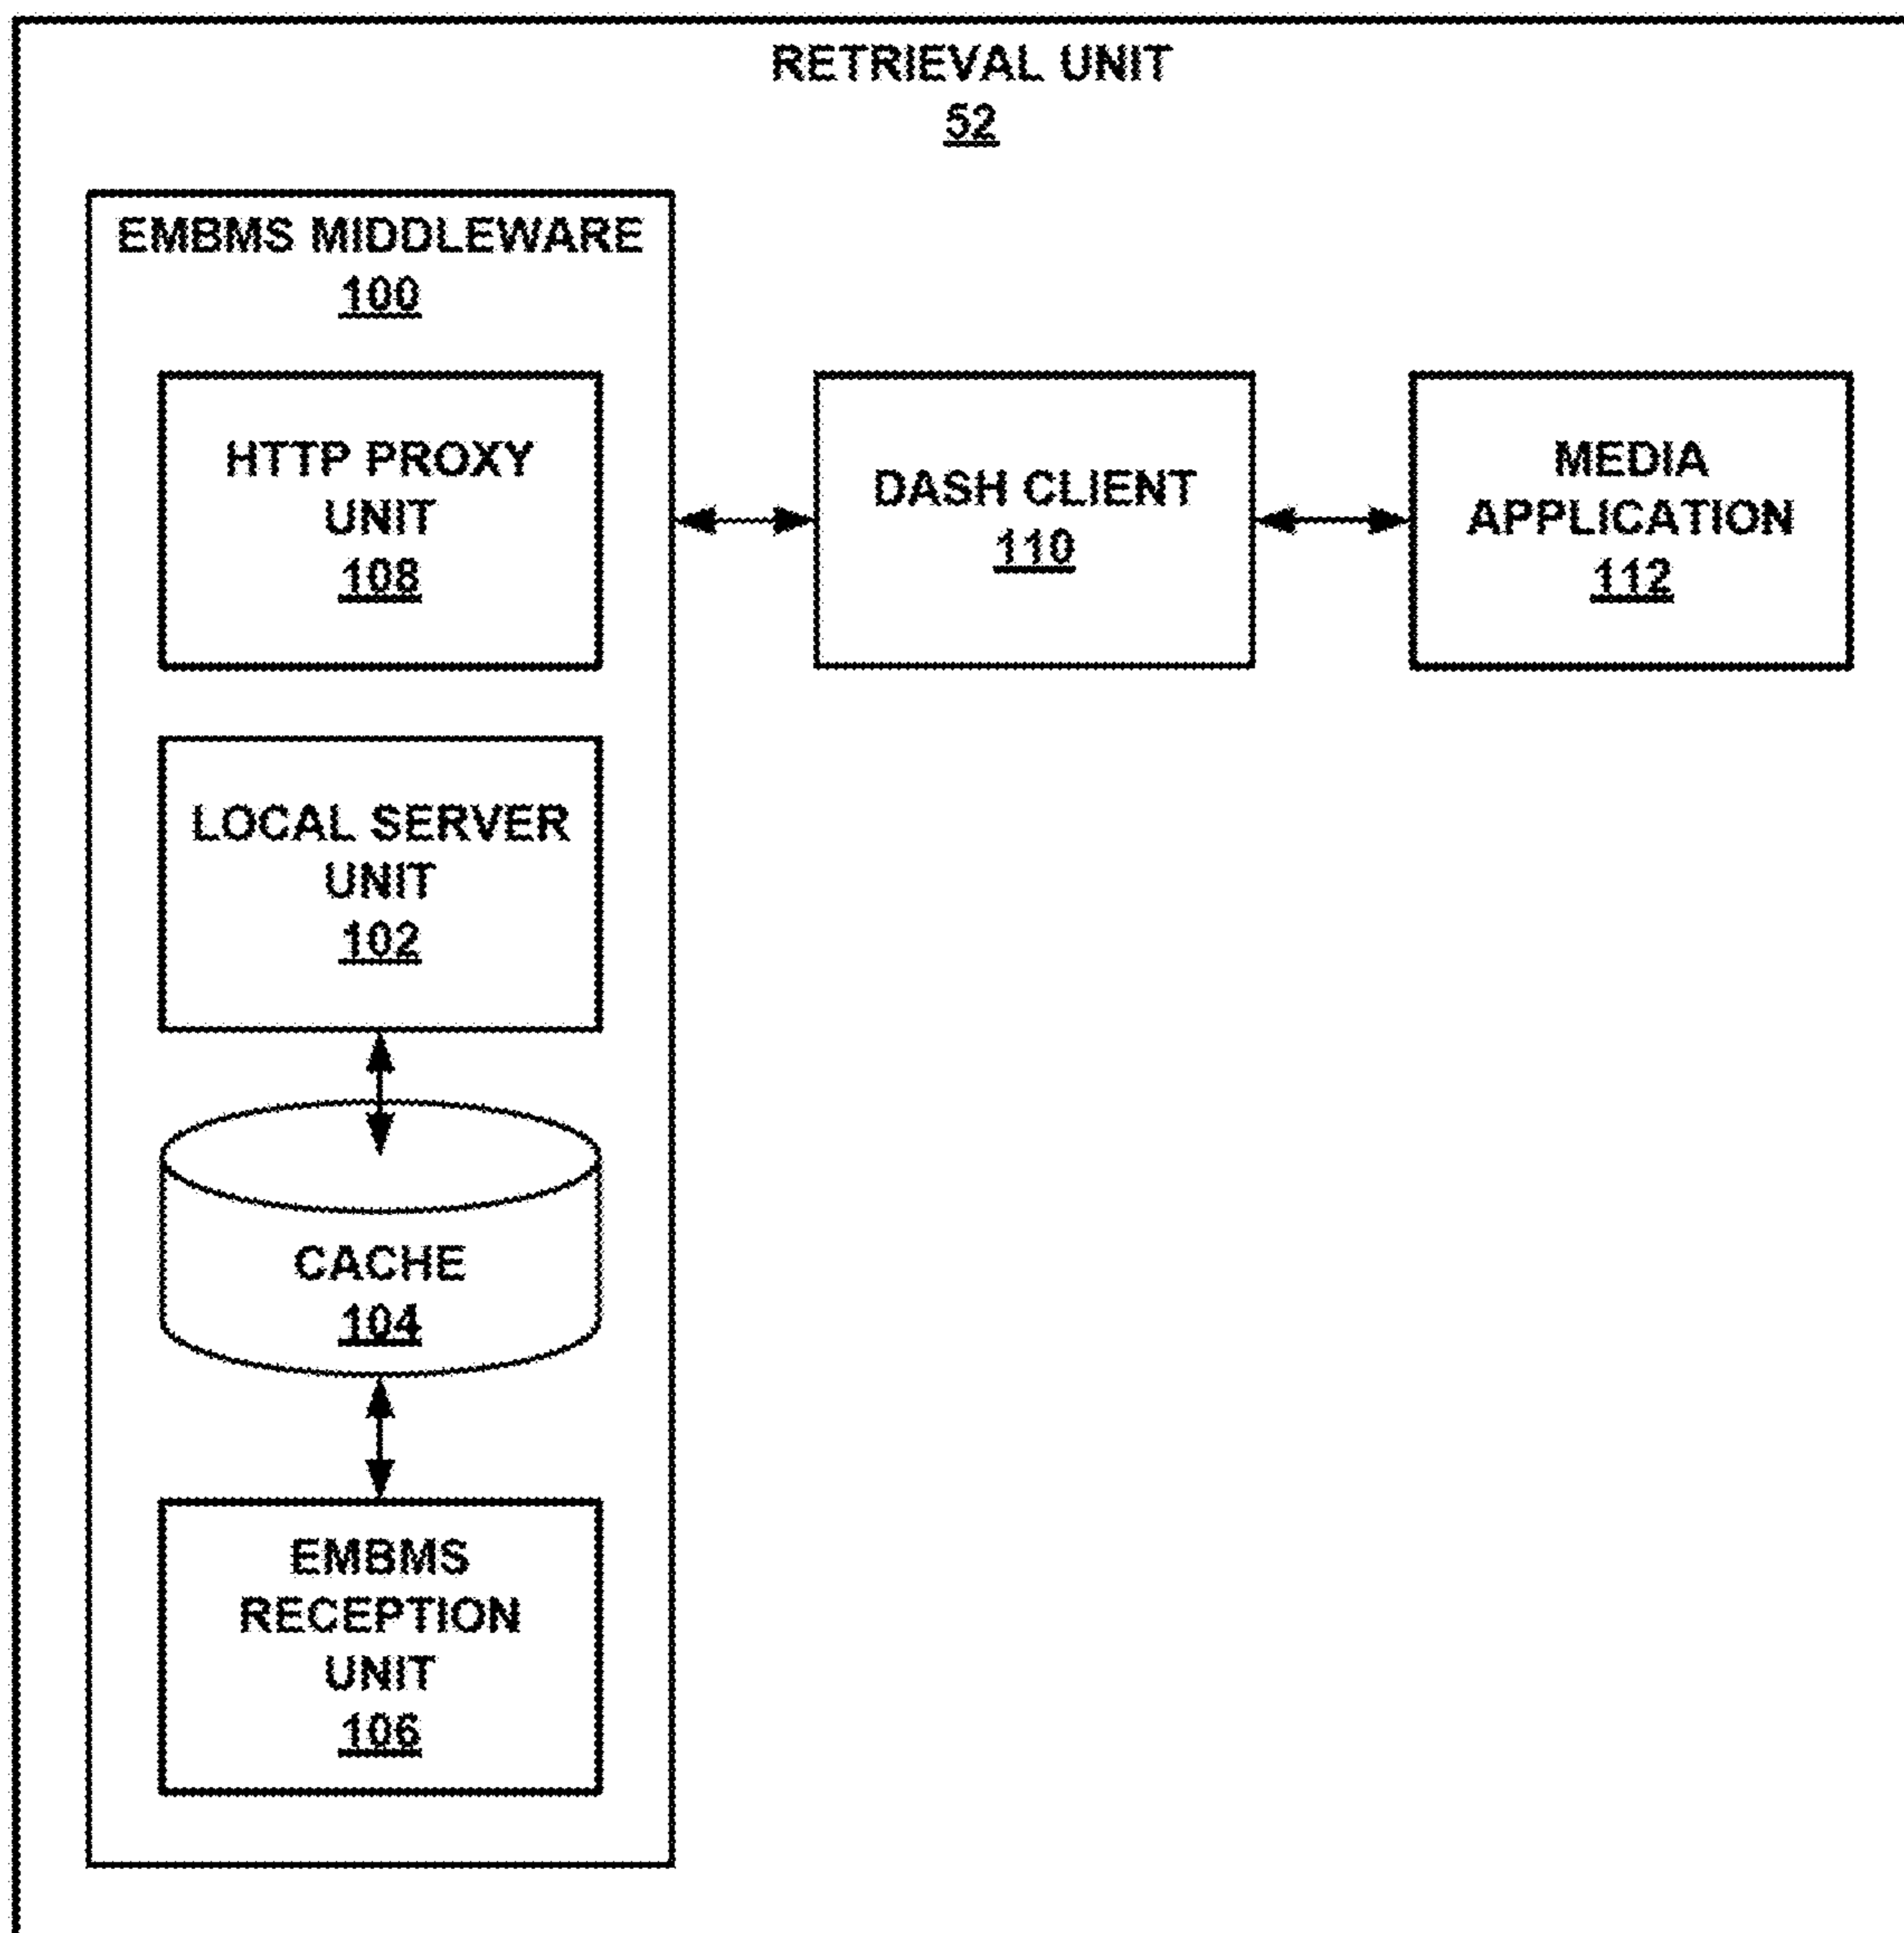 RETRIEVAL UNIT
52
EMBMS MIDDLEWARE
100
HTTP PROXY
UNIT
108
DASH CLIENT
110
MEDIA
APPLICATION
112
LOCAL SERVER
UNIT
102
CACHE
104
EMBMS
RECEPTION
UNIT
106